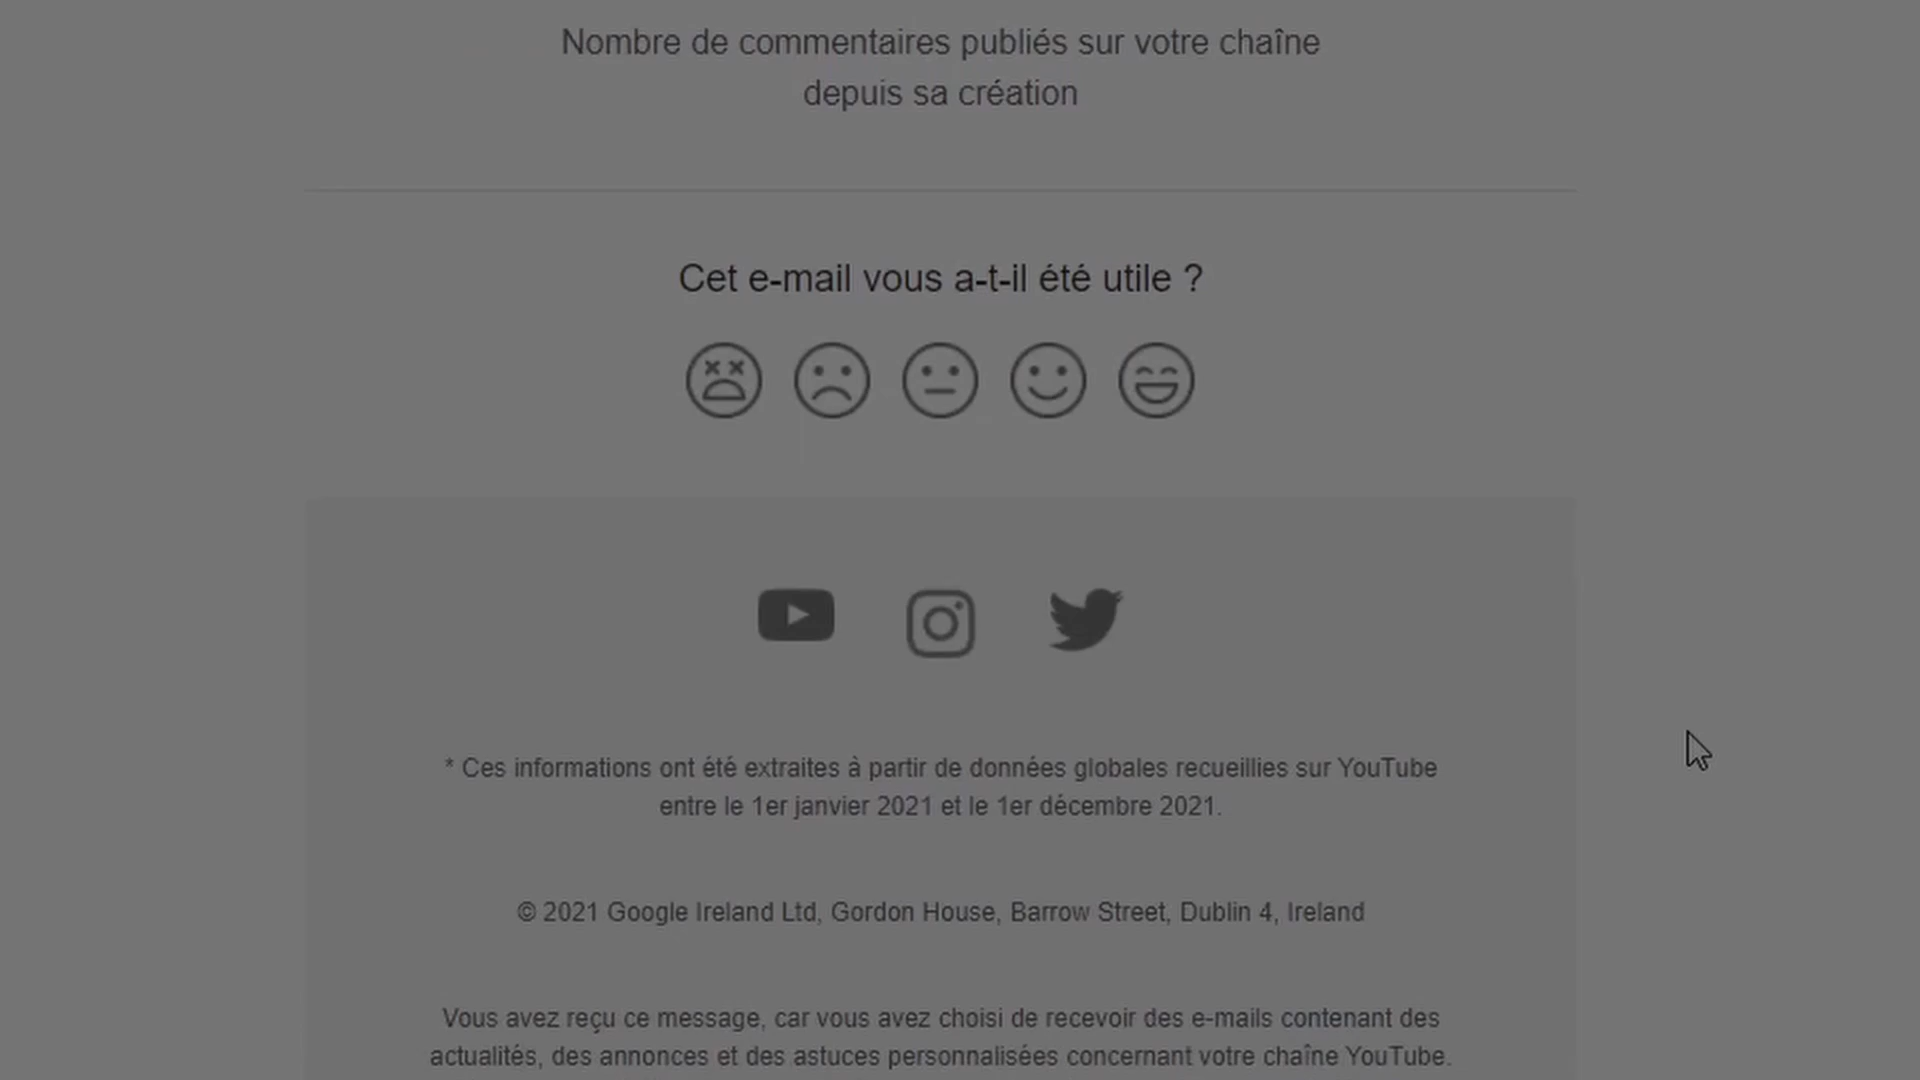 Nombre de commentaires publiés sur votre chaîne
depuis sa création
Cet e-mail vous a-t-il été utile ?
* Ces informations ont été extraites à partir de données globales recueillies sur YouTube
entre le 1er janvier 2021 et le 1er décembre 2021.
© 2021 Google Ireland Ltd, Gordon House, Barrow Street, Dublin 4, Ireland
Vous avez reçu ce message, car vous avez choisi de recevoir des e-mails contenant des
actualités, des annonces et des astuces personnalisées concernant votre chaîne YouTube.